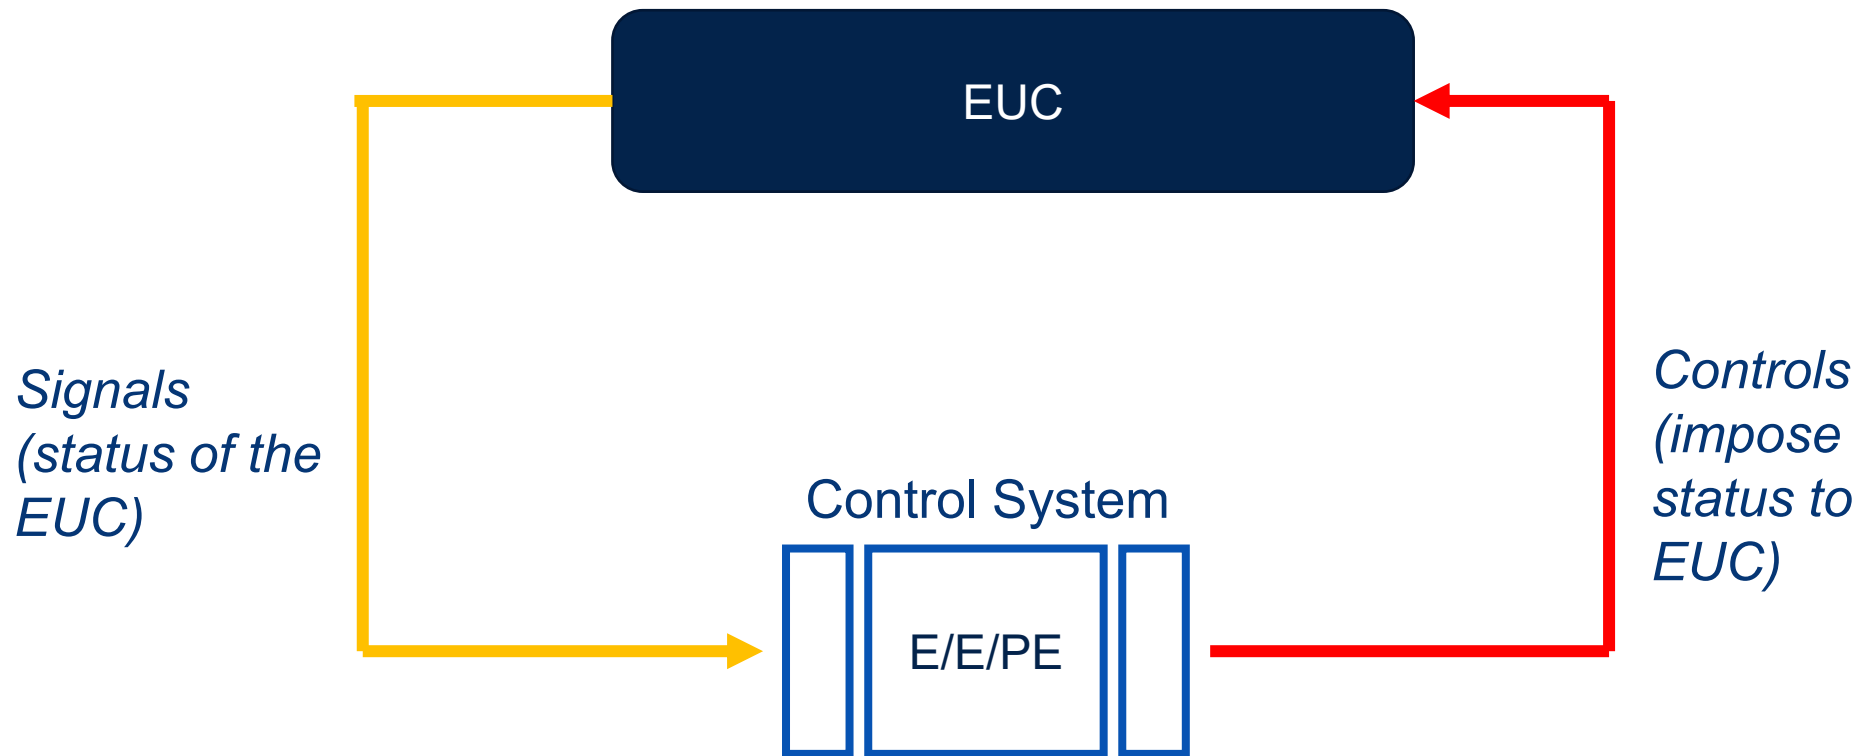 EUC
Signals
(status of the
EUC)
Controls
(impose
status to
EUC)
Control System
E/E/PE